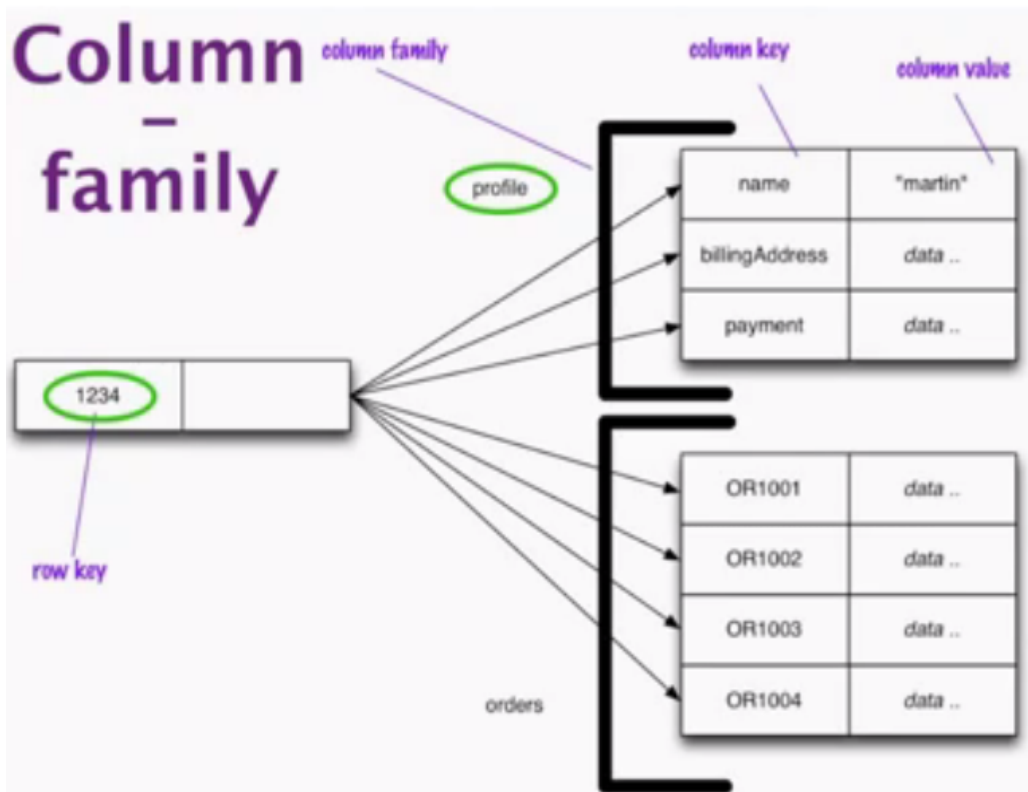 Column
–
family
column family
column key
column value
profile
name
"martin"
billingAddress
data ..
payment
data ..
1234
row key
OR1001
data ..
OR1002
data ..
OR1003
data ..
OR1004
data ..
orders